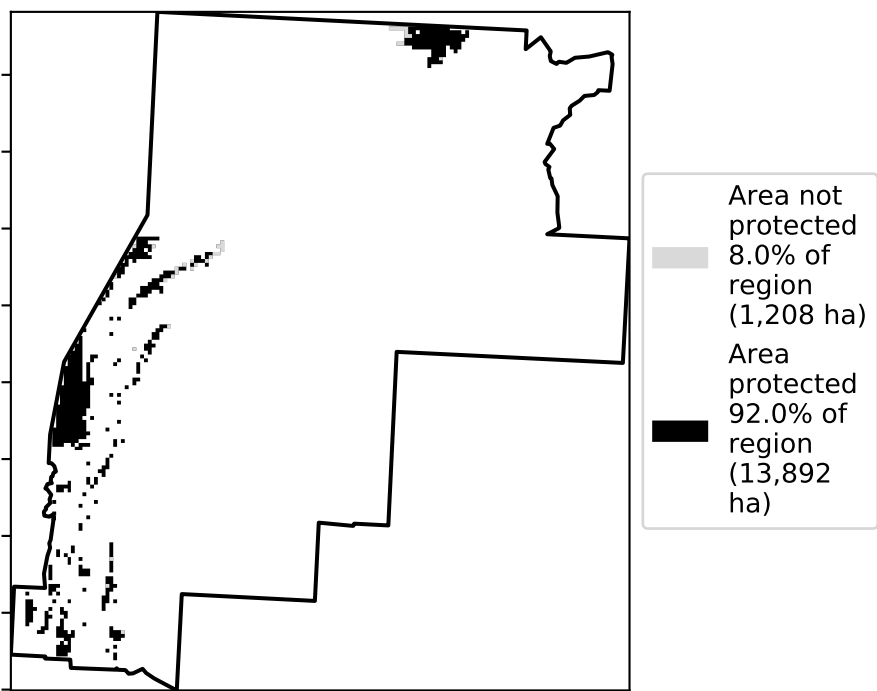 Area not
protected
8.0% of
region
(1,208 ha)
Area
protected
92.0% of
region
(13,892
ha)